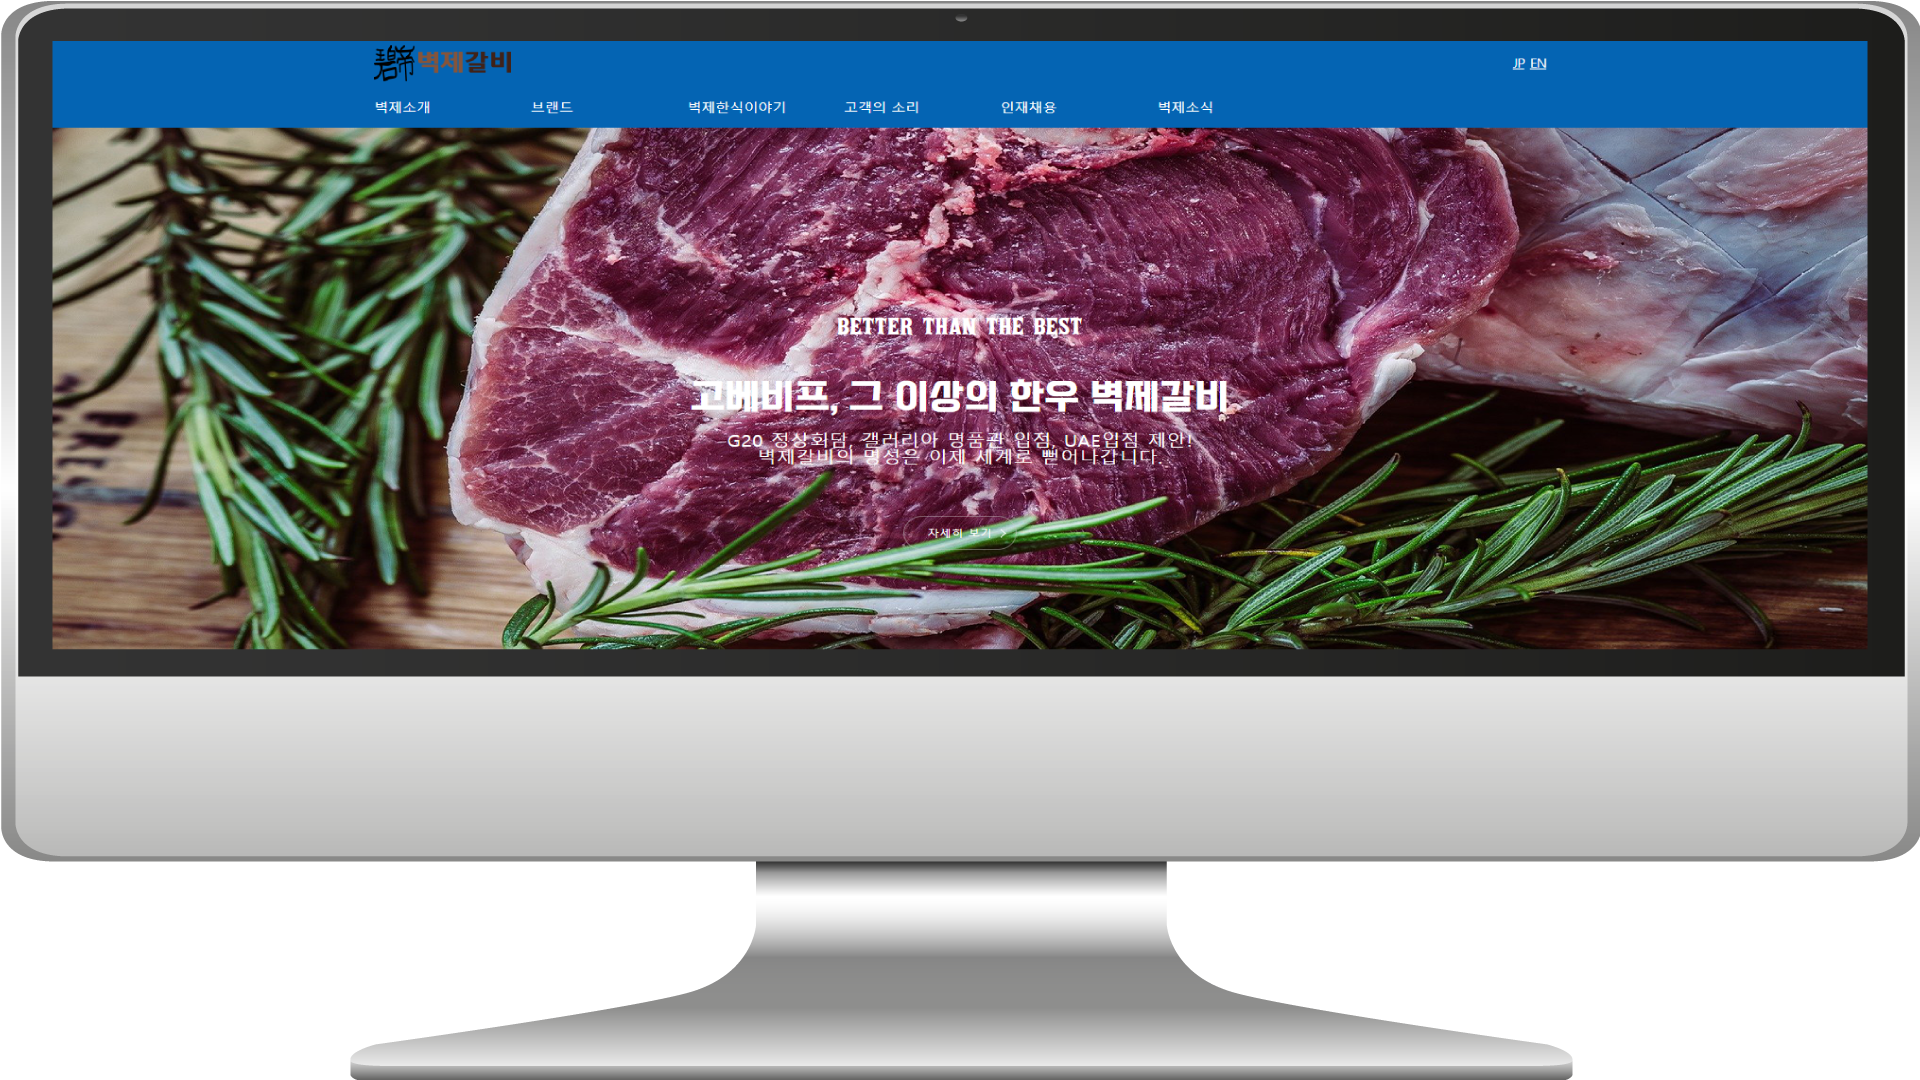 碧帝벽제갈비
JP EN
벽제소개 브랜드 벽제한식이야기 고객의 소리 인재채용 벽제소식
BETTER THAN THE BEST
고베비프, 그 이상의 한우 벽제갈비
G20 정상회담, 갤러리아 명품관 입점, UAE입점 제안!
벽제갈비의 명성은 이제 세계로 뻗어나갑니다.
자세히 보기 >